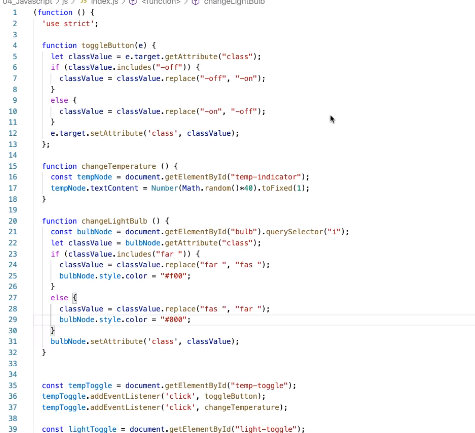 04_Javascript > js > index.js > <function> > changeLightBulb
1 (function () {
2 'use strict';
3
4 function toggleButton(e) {
5 let classValue = e.target.getAttribute("class");
6 if (classValue.includes("-off")) {
7 classValue = classValue.replace("-off", "-on");
8 }
9 else {
10 classValue = classValue.replace("-on", "-off");
11 }
12 e.target.setAttribute('class', classValue);
13 };
14
15 function changeTemperature () {
16 const tempNode = document.getElementById("temp-indicator");
17 tempNode.textContent = Number(Math.random()*40).toFixed(1);
18 }
19
20 function changeLightBulb () {
21 const bulbNode = document.getElementById("bulb").querySelector("i");
22 let classValue = bulbNode.getAttribute("class");
23 if (classValue.includes("far ")) {
24 classValue = classValue.replace("far ", "fas ");
25 bulbNode.style.color = "#f00";
26 }
27 else {
28 classValue = classValue.replace("fas ", "far ");
29 bulbNode.style.color = "#000";
30 }
31 bulbNode.setAttribute('class', classValue);
32 }
33
34
35 const tempToggle = document.getElementById("temp-toggle");
36 tempToggle.addEventListener('click', toggleButton);
37 tempToggle.addEventListener('click', changeTemperature);
38
39 const lightToggle = document.getElementById("light-toggle");